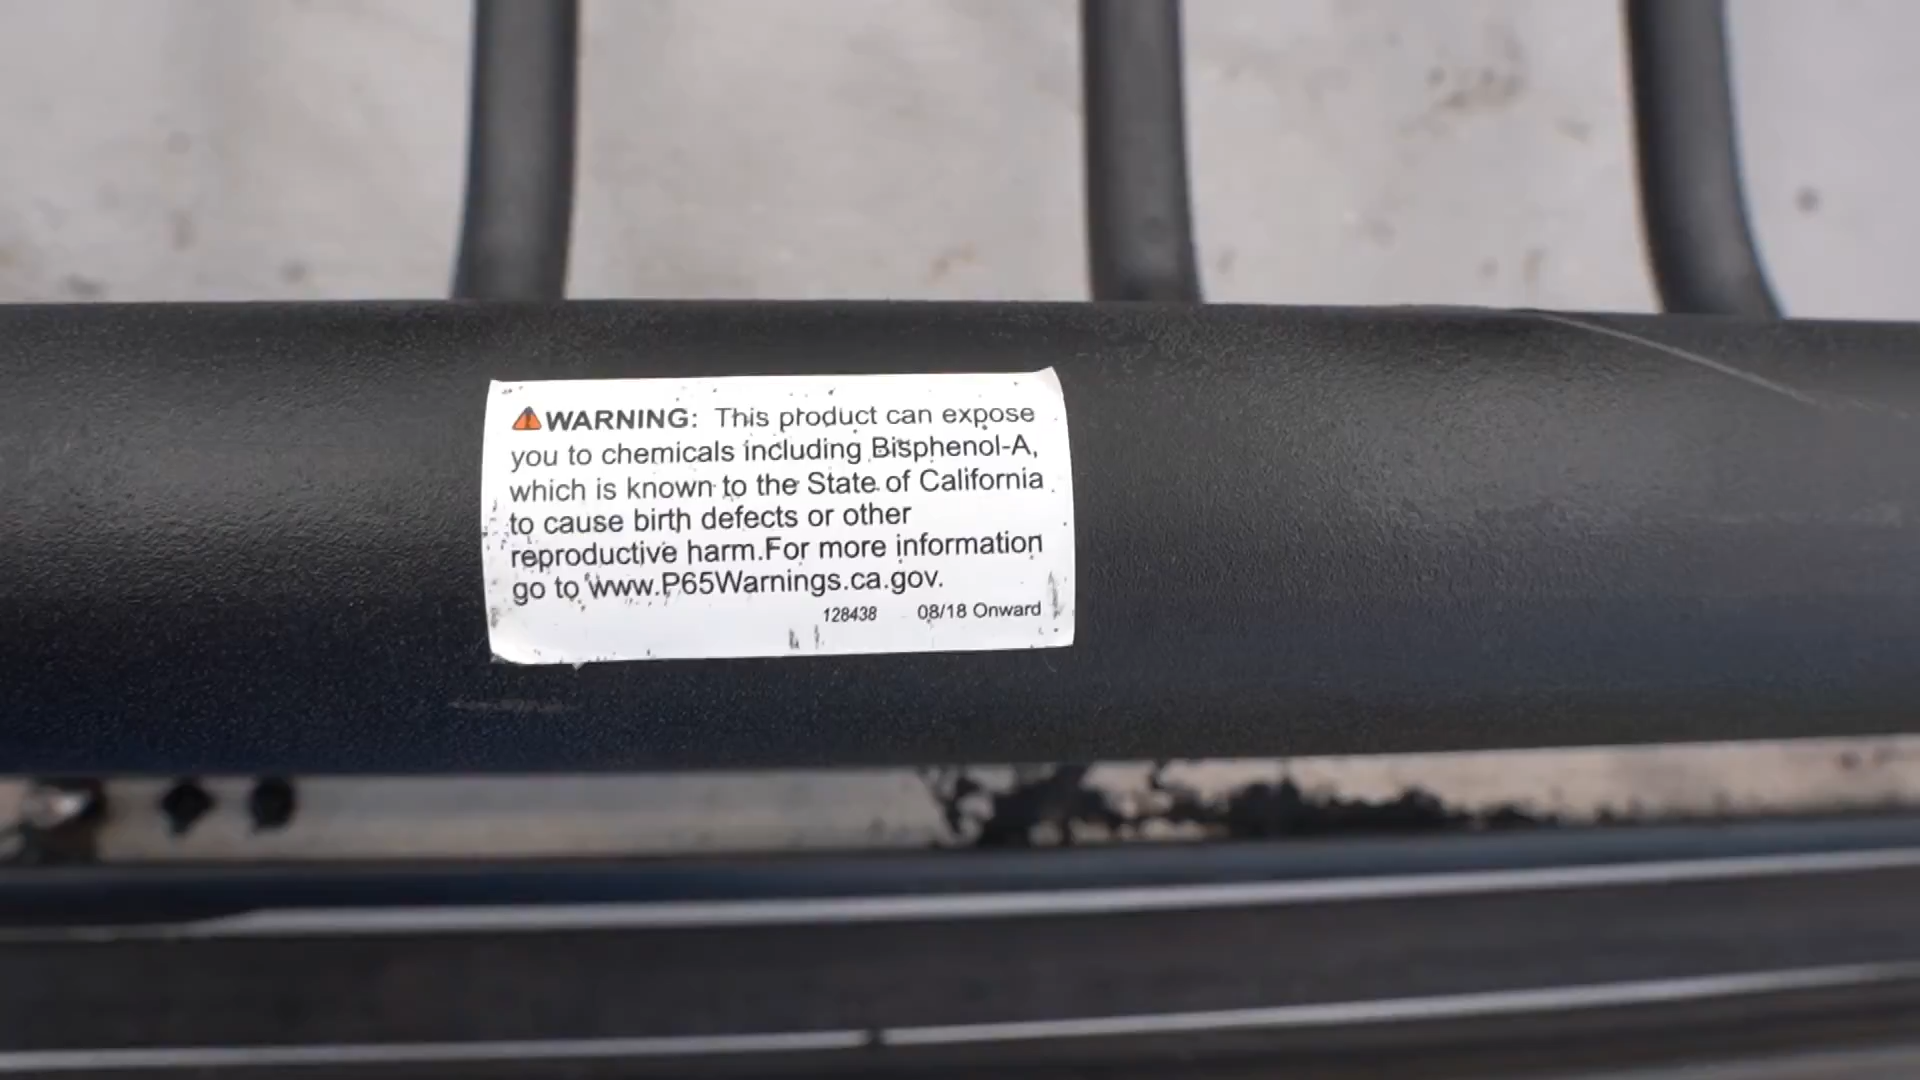 ⚠WARNING: This product can expose
you to chemicals including Bisphenol-A,
which is known to the State of California
to cause birth defects or other
reproductive harm.For more information
go to www.P65Warnings.ca.gov.
128438 08/18 Onward